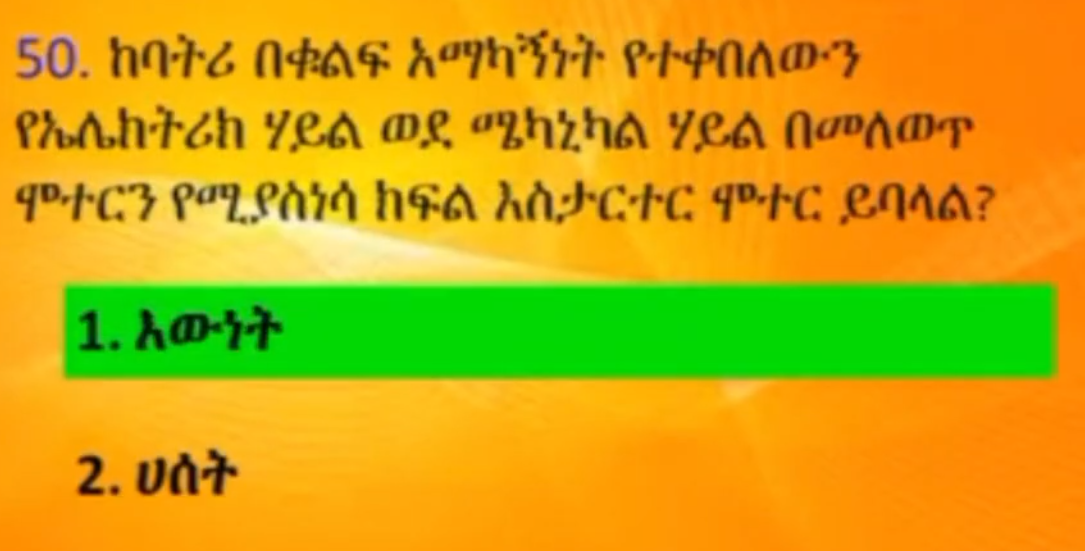 50. ከባትሪ በቁልፍ አማካኝነት የተቀበለውን
የኤሌክትሪክ ሃይል ወደ ሜካኒካል ሃይል በመለወጥ
ሞተርን የሚያስነሳ ክፍል እስታርተር ሞተር ይባላል?
1. እውነት
2. ሀሰት